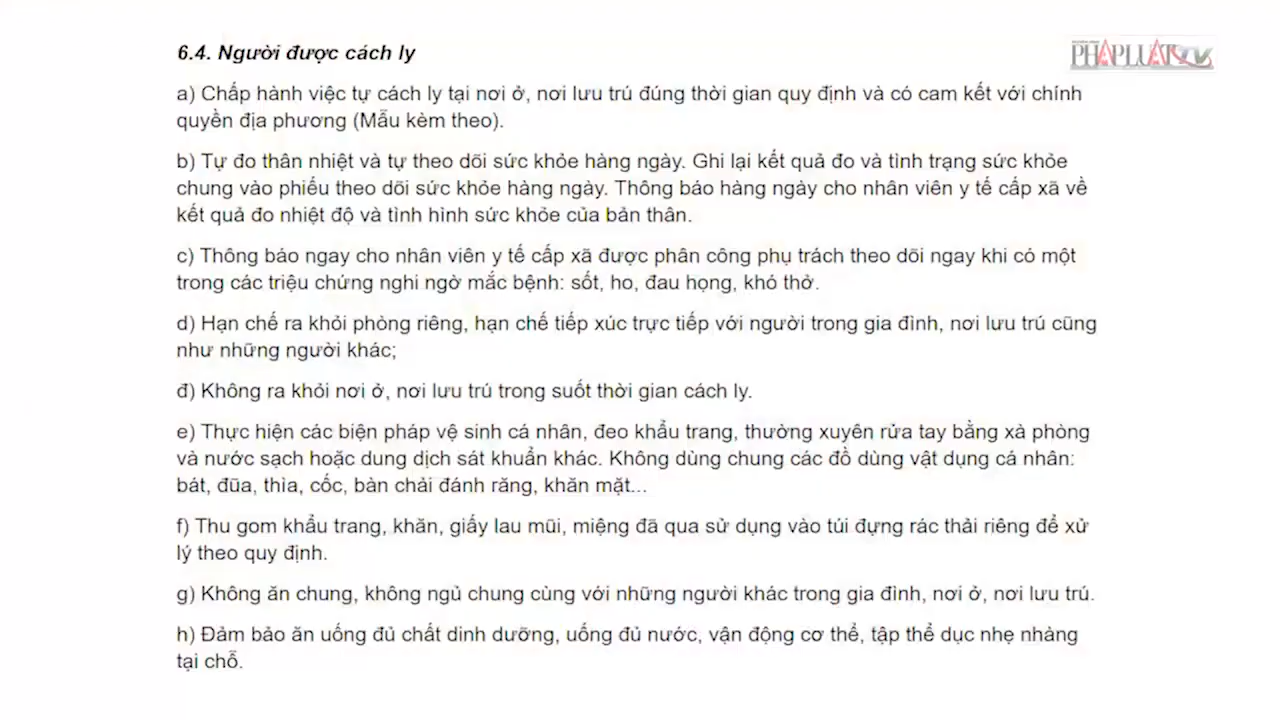 6.4. Người được cách ly
PHÁPLUẬT TV
a) Chấp hành việc tự cách ly tại nơi ở, nơi lưu trú đúng thời gian quy định và có cam kết với chính
quyền địa phương (Mẫu kèm theo).
b) Tự đo thân nhiệt và tự theo dõi sức khỏe hàng ngày. Ghi lại kết quả đo và tình trạng sức khỏe
chung vào phiếu theo dõi sức khỏe hàng ngày. Thông báo hàng ngày cho nhân viên y tế cấp xã về
kết quả đo nhiệt độ và tình hình sức khỏe của bản thân.
c) Thông báo ngay cho nhân viên y tế cấp xã được phân công phụ trách theo dõi ngay khi có một
trong các triệu chứng nghi ngờ mắc bệnh: sốt, ho, đau họng, khó thở.
d) Hạn chế ra khỏi phòng riêng, hạn chế tiếp xúc trực tiếp với người trong gia đình, nơi lưu trú cũng
như những người khác;
đ) Không ra khỏi nơi ở, nơi lưu trú trong suốt thời gian cách ly.
e) Thực hiện các biện pháp vệ sinh cá nhân, đeo khẩu trang, thường xuyên rửa tay bằng xà phòng
và nước sạch hoặc dung dịch sát khuẩn khác. Không dùng chung các đồ dùng vật dụng cá nhân:
bát, đũa, thìa, cốc, bàn chải đánh răng, khăn mặt...
f) Thu gom khẩu trang, khăn, giấy lau mũi, miệng đã qua sử dụng vào túi đựng rác thải riêng để xử
lý theo quy định.
g) Không ăn chung, không ngủ chung cùng với những người khác trong gia đình, nơi ở, nơi lưu trú.
h) Đảm bảo ăn uống đủ chất dinh dưỡng, uống đủ nước, vận động cơ thể, tập thể dục nhẹ nhàng
tại chỗ.